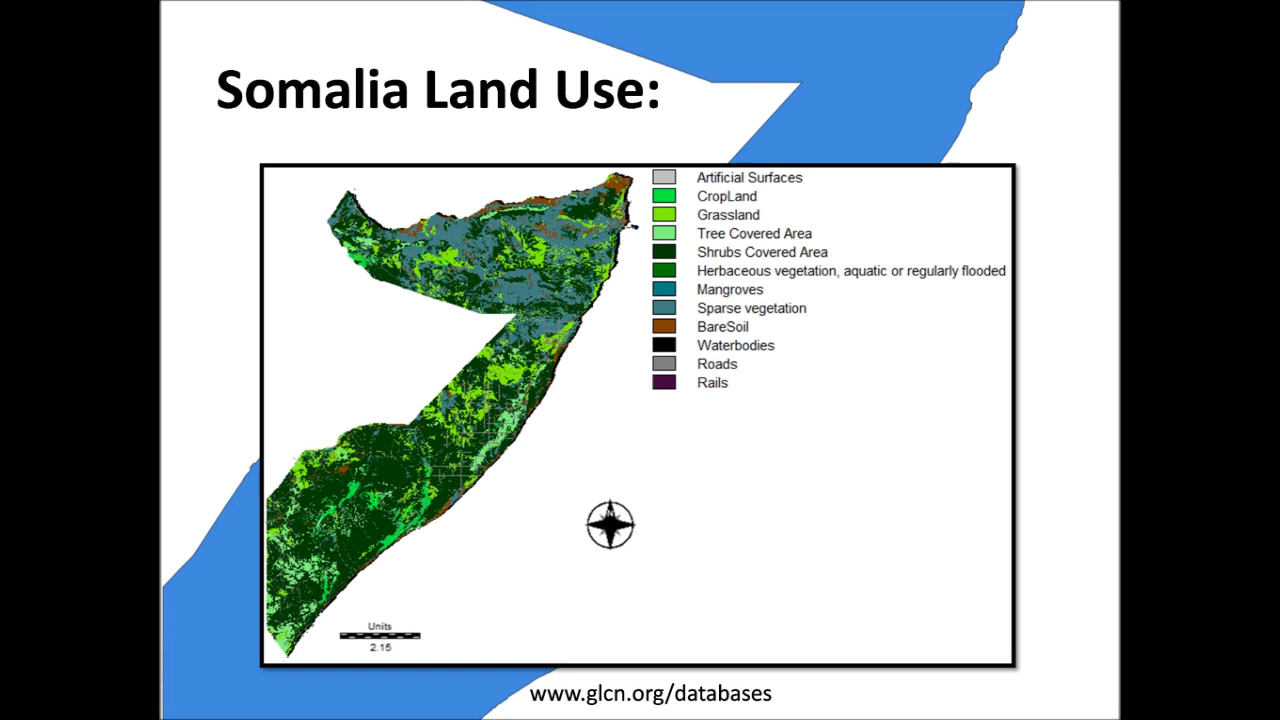 Somalia Land Use:
Artificial Surfaces
CropLand
Grassland
Tree Covered Area
Shrubs Covered Area
Herbaceous vegetation, aquatic or regularly flooded
Mangroves
Sparse vegetation
BareSoil
Waterbodies
Roads
Rails
N
Units
2.15
www.glcn.org/databases